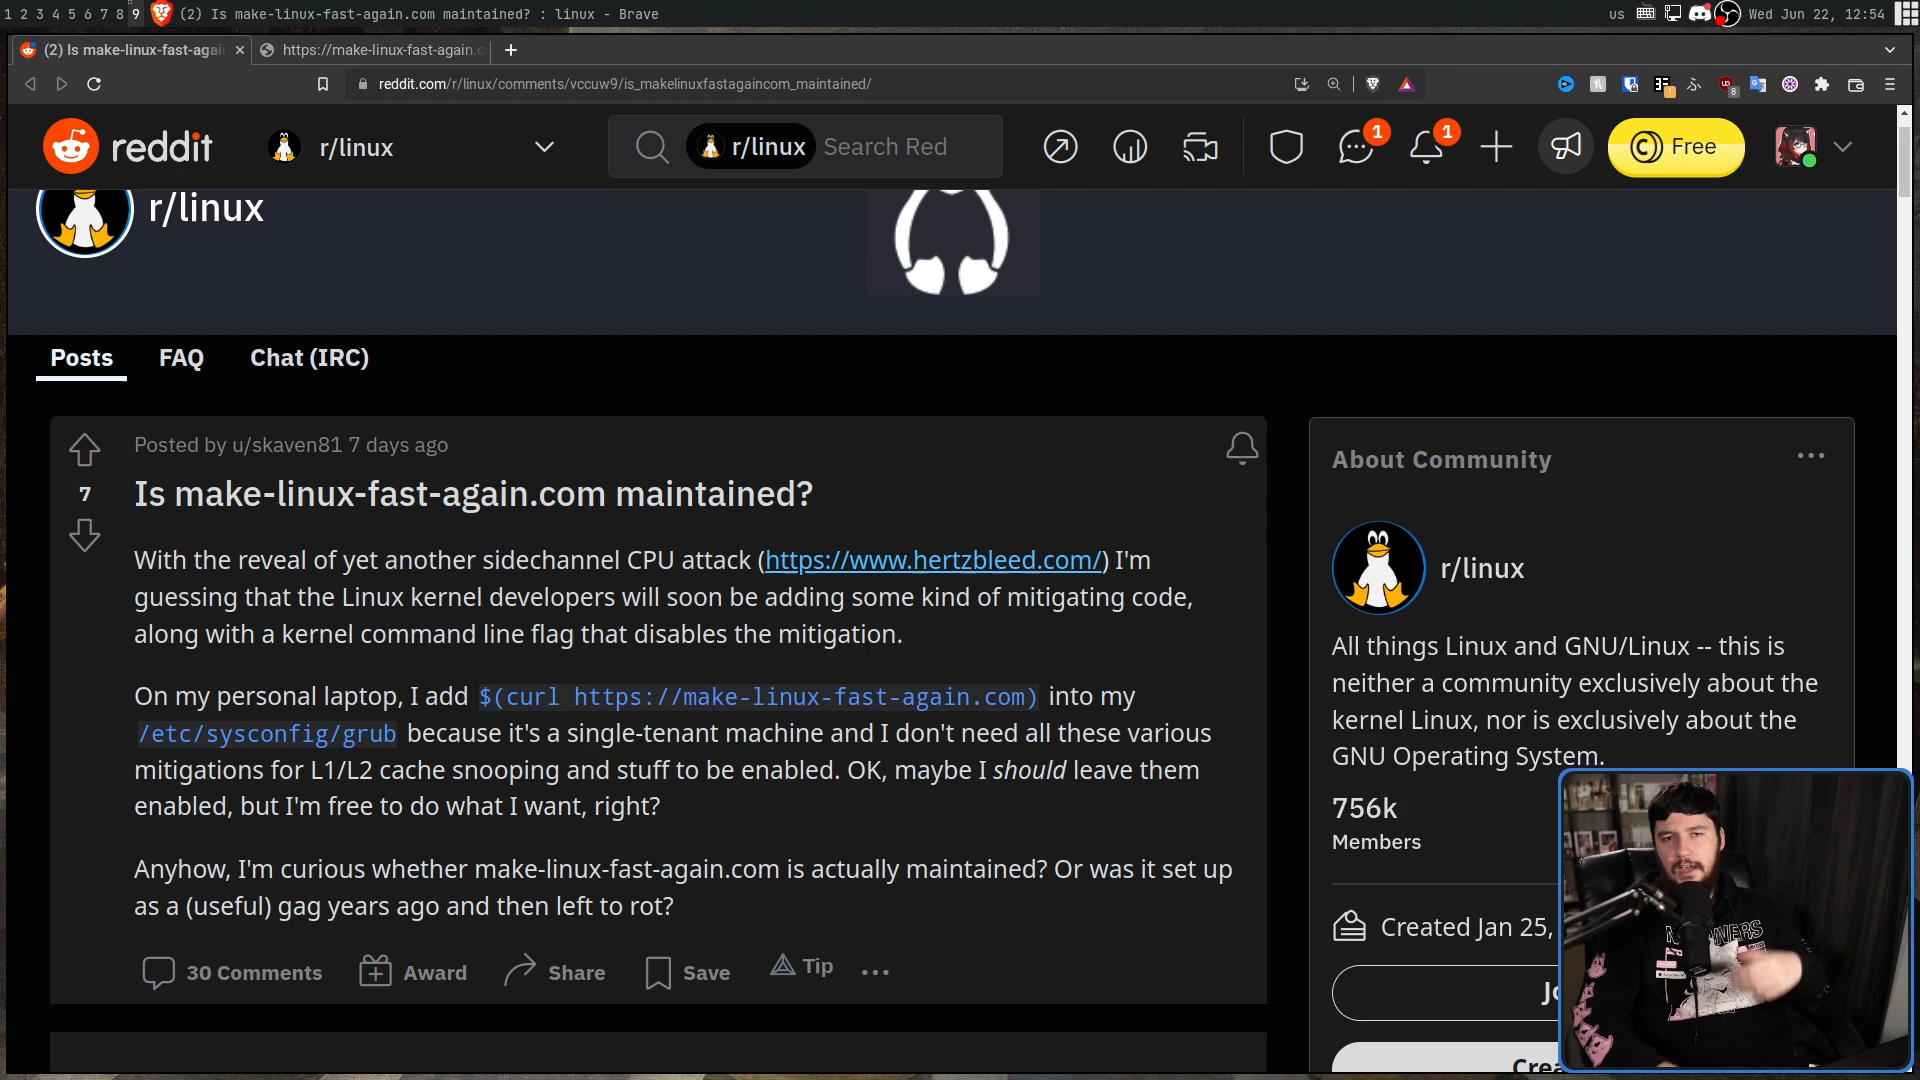 1 2 3 4 5 6 7 8 9 (2) Is make-linux-fast-again.com maintained? : linux - Brave
us Wed Jun 22, 12:54
(2) Is make-linux-fast-agai
https://make-linux-fast-again.c
reddit.com/r/linux/comments/vccuw9/is_makelinuxfastagaincom_maintained/
8
reddit
r/linux
r/linux Search Red
1
1
Free
r/linux
Posts FAQ Chat (IRC)
Posted by u/skaven81 7 days ago
7
Is make-linux-fast-again.com maintained?
With the reveal of yet another sidechannel CPU attack (https://www.hertzbleed.com/) I'm
guessing that the Linux kernel developers will soon be adding some kind of mitigating code,
along with a kernel command line flag that disables the mitigation.
On my personal laptop, I add $(curl https://make-linux-fast-again.com) into my
/etc/sysconfig/grub because it's a single-tenant machine and I don't need all these various
mitigations for L1/L2 cache snooping and stuff to be enabled. OK, maybe I should leave them
enabled, but I'm free to do what I want, right?
Anyhow, I'm curious whether make-linux-fast-again.com is actually maintained? Or was it set up
as a (useful) gag years ago and then left to rot?
30 Comments Award Share Save Tip
About Community
r/linux
All things Linux and GNU/Linux -- this is
neither a community exclusively about the
kernel Linux, nor is exclusively about the
GNU Operating System.
756k
Members
Created Jan 25,
Jo
Crea